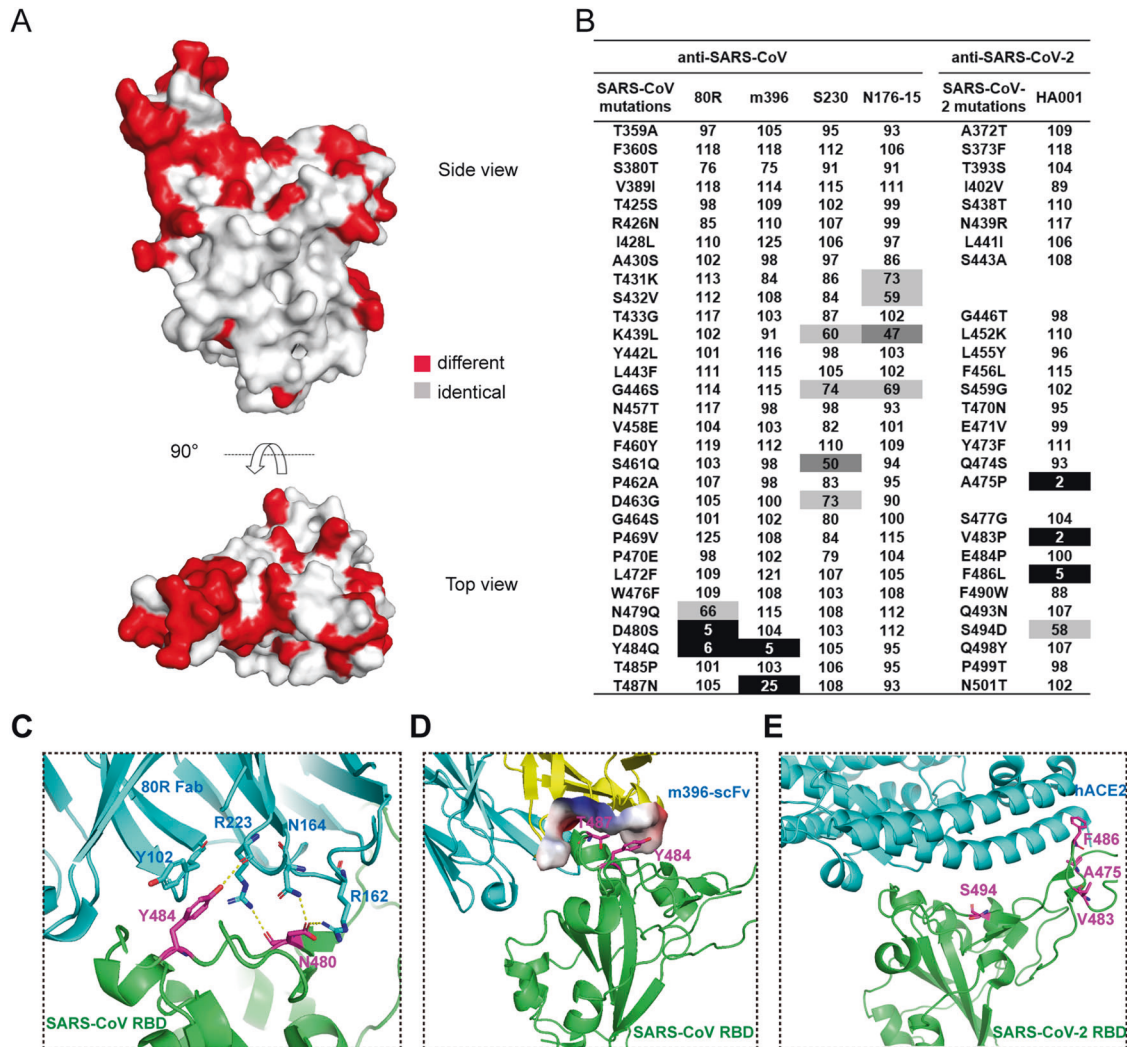 A
Side view
different
identical
90°
Top view
B
anti-SARS-CoV anti-SARS-CoV-2
SARS-CoV mutations 80R m396 S230 N176-15 SARS-CoV-2 mutations HA001
T359A 97 105 95 93 A372T 109
F360S 118 118 112 106 S373F 118
S380T 76 75 91 91 T393S 104
V389I 118 114 115 111 I402V 89
T425S 98 109 102 99 S438T 110
R426N 85 110 107 99 N439R 117
I428L 110 125 106 97 L441I 106
A430S 102 98 97 86 S443A 108
T431K 113 84 86 73
S432V 112 108 84 59
T433G 117 103 87 102 G446T 98
K439L 102 91 60 47 L452K 110
Y442L 101 116 98 103 L455Y 96
L443F 111 115 105 102 F456L 115
G446S 114 115 74 69 S459G 102
N457T 117 98 98 93 T470N 95
V458E 104 103 82 101 E471V 99
F460Y 119 112 110 109 Y473F 111
S461Q 103 98 50 94 Q474S 93
P462A 107 98 83 95 A475P 2
D463G 105 100 73 90
G464S 101 102 80 100 S477G 104
P469V 125 108 84 115 V483P 2
P470E 98 102 79 104 E484P 100
L472F 109 121 107 105 F486L 5
W476F 109 108 103 108 F490W 88
N479Q 66 115 108 112 Q493N 107
D480S 5 104 103 112 S494D 58
Y484Q 6 5 105 95 Q498Y 107
T485P 101 103 106 95 P499T 98
T487N 105 25 108 93 N501T 102
C
80R Fab
R223
N164
Y102
R162
Y484
N480
SARS-CoV RBD
D
m396-scFv
T487
Y484
SARS-CoV RBD
E
hACE2
F486
A475
S494
V483
SARS-CoV-2 RBD